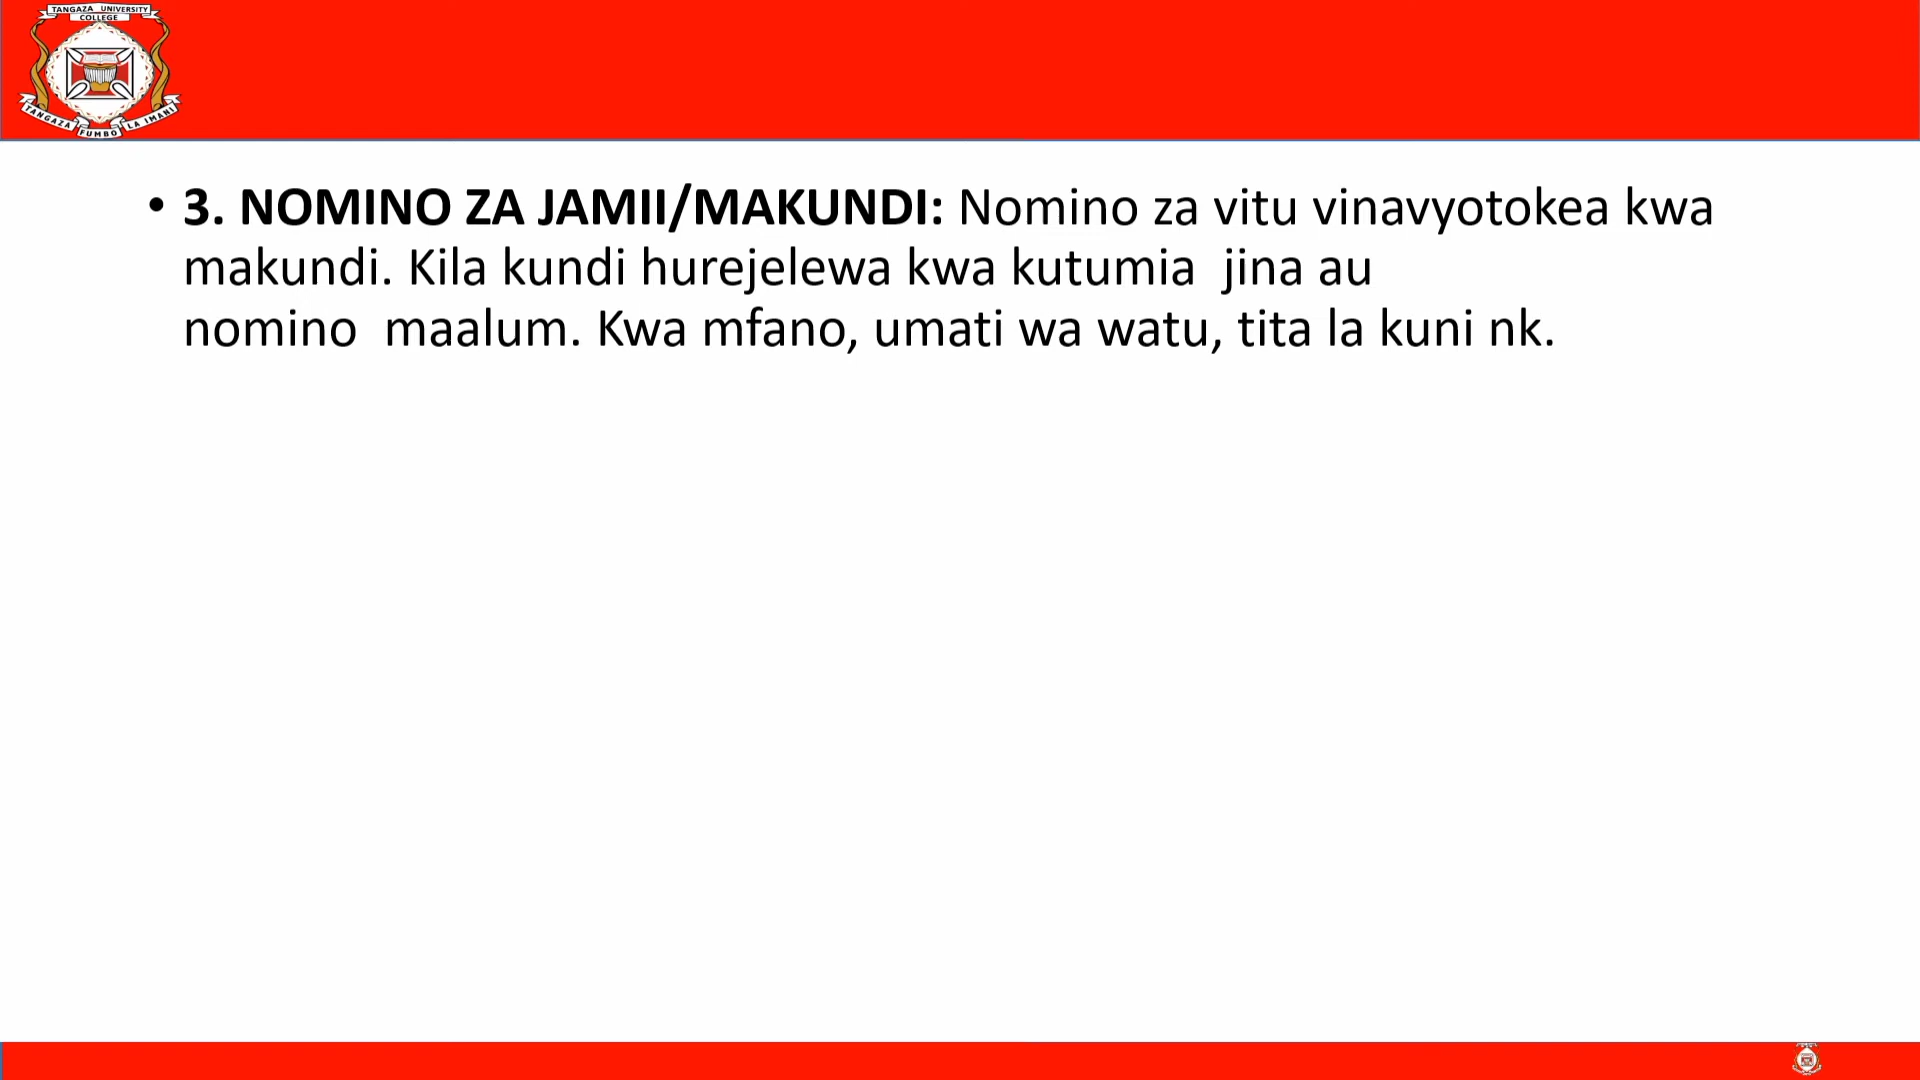 TANGAZA UNIVERSITY
COLLEGE
TANGAZA FUMBO LA IMANI
• 3. NOMINO ZA JAMII/MAKUNDI: Nomino za vitu vinavyotokea kwa
makundi. Kila kundi hurejelewa kwa kutumia jina au
nomino maalum. Kwa mfano, umati wa watu, tita la kuni nk.